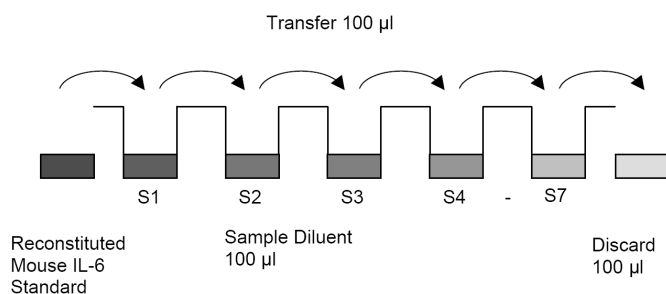 Transfer 100 µl
S1 S2 S3 S4 - S7
Reconstituted
Mouse IL-6
Standard
Sample Diluent
100 µl
Discard
100 µl